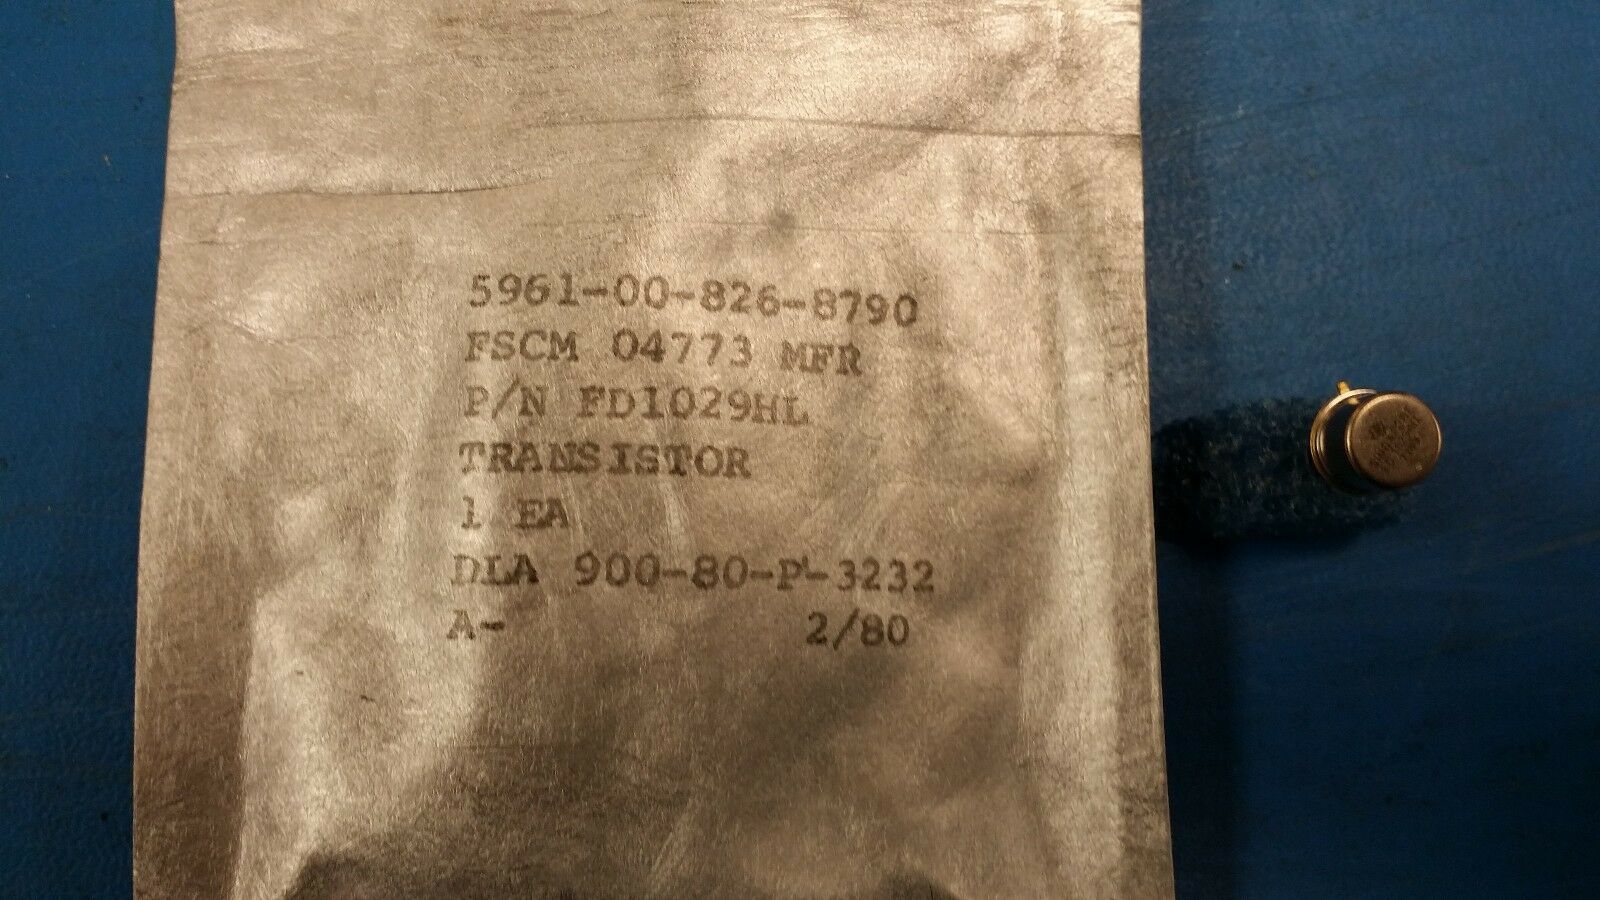 5961-00-826-8790
FSCM 04773 MFR
P/N FD1029HL
TRANSISTOR
1 EA
DLA 900-80-P-3232
A- 2/80